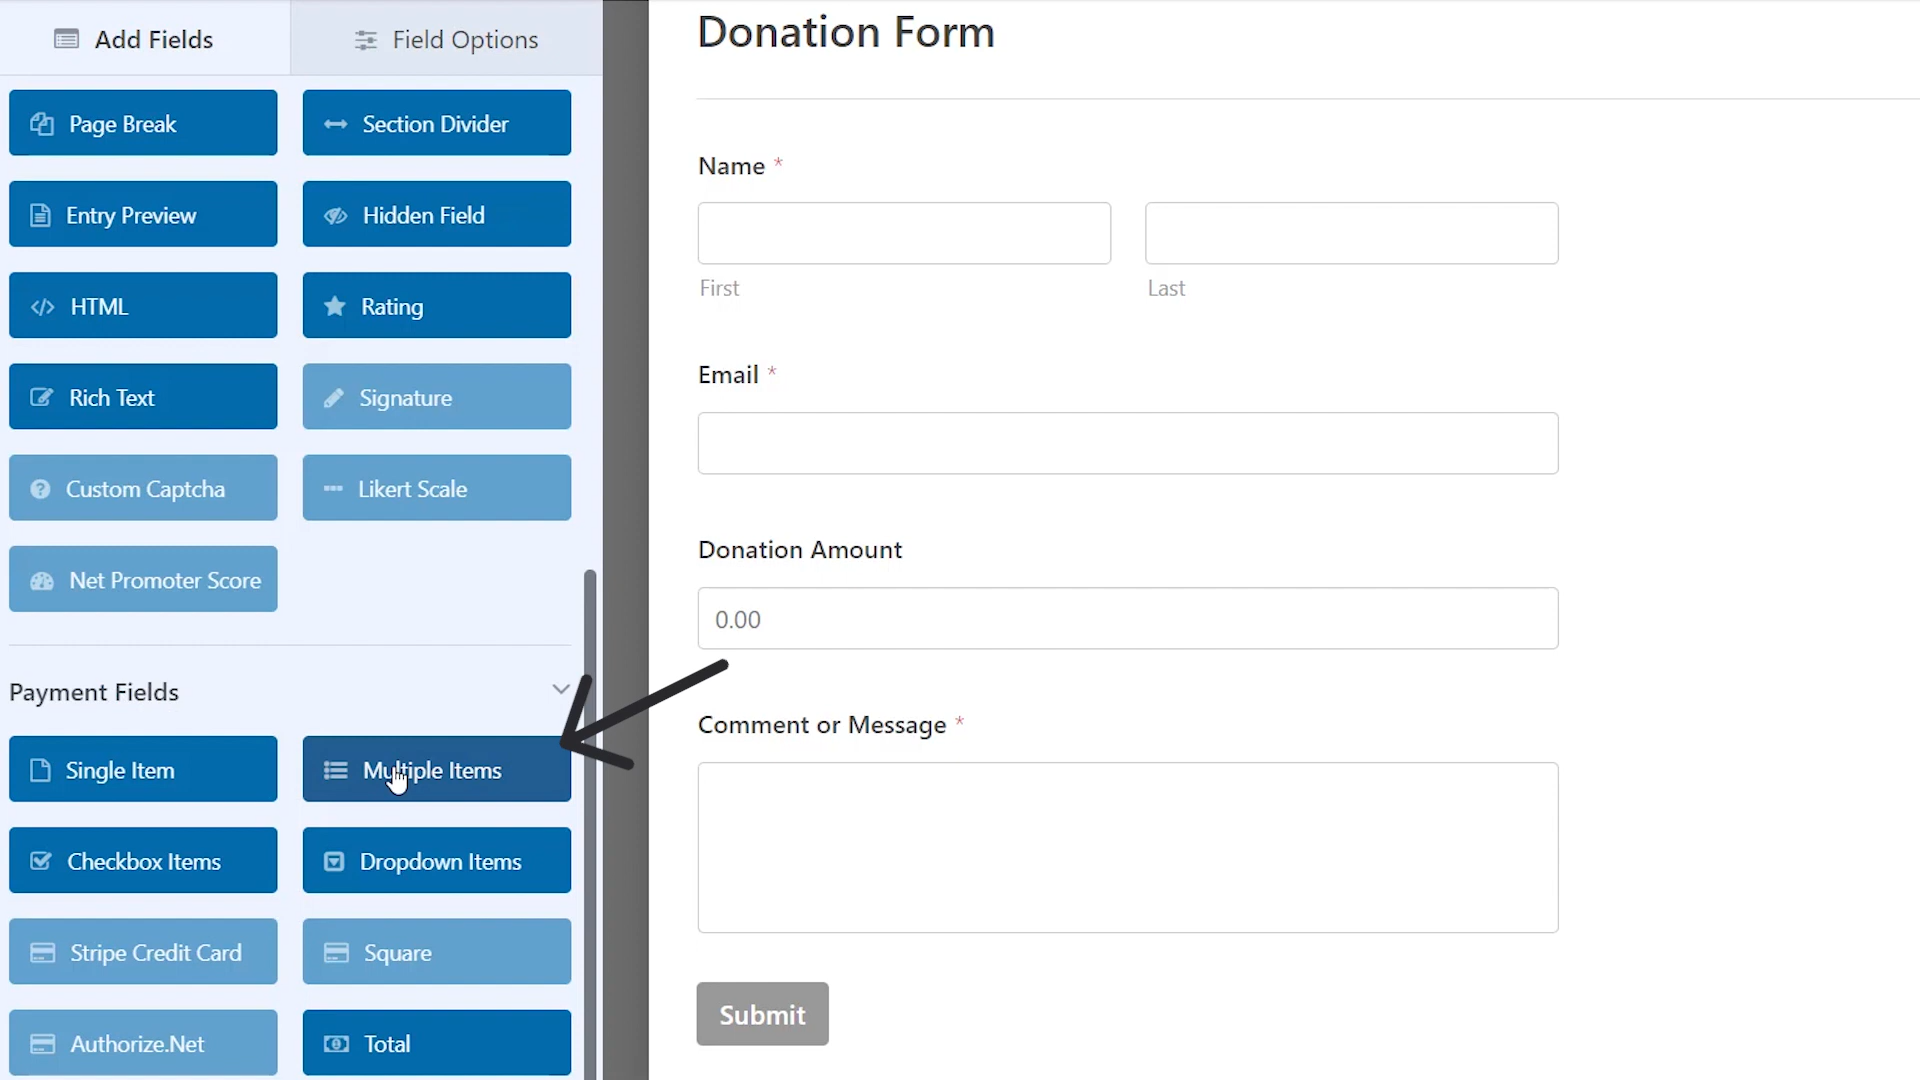 Add Fields
Field Options
Page Break
Section Divider
Entry Preview
Hidden Field
HTML
Rating
Rich Text
Signature
Custom Captcha
Likert Scale
Net Promoter Score
Payment Fields
Single Item
Multiple Items
Checkbox Items
Dropdown Items
Stripe Credit Card
Square
Authorize.Net
Total
Donation Form
Name *
First
Last
Email *
Donation Amount
0.00
Comment or Message *
Submit